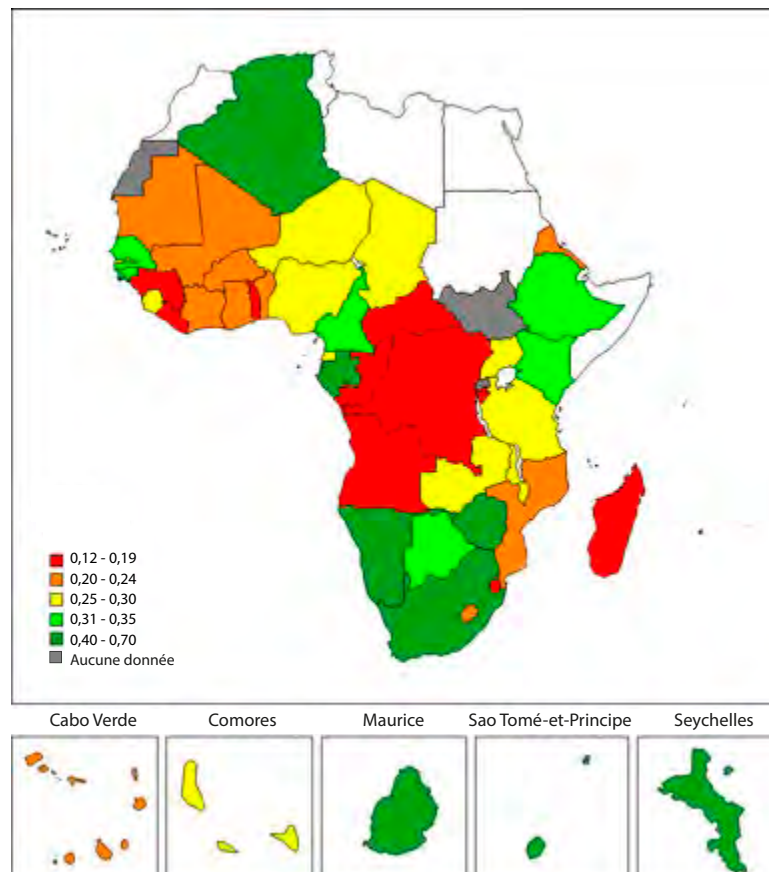 0,12 - 0,19
0,20 - 0,24
0,25 - 0,30
0,31 - 0,35
0,40 - 0,70
Aucune donnée
Cabo Verde
Comores
Maurice
Sao Tomé-et-Principe
Seychelles